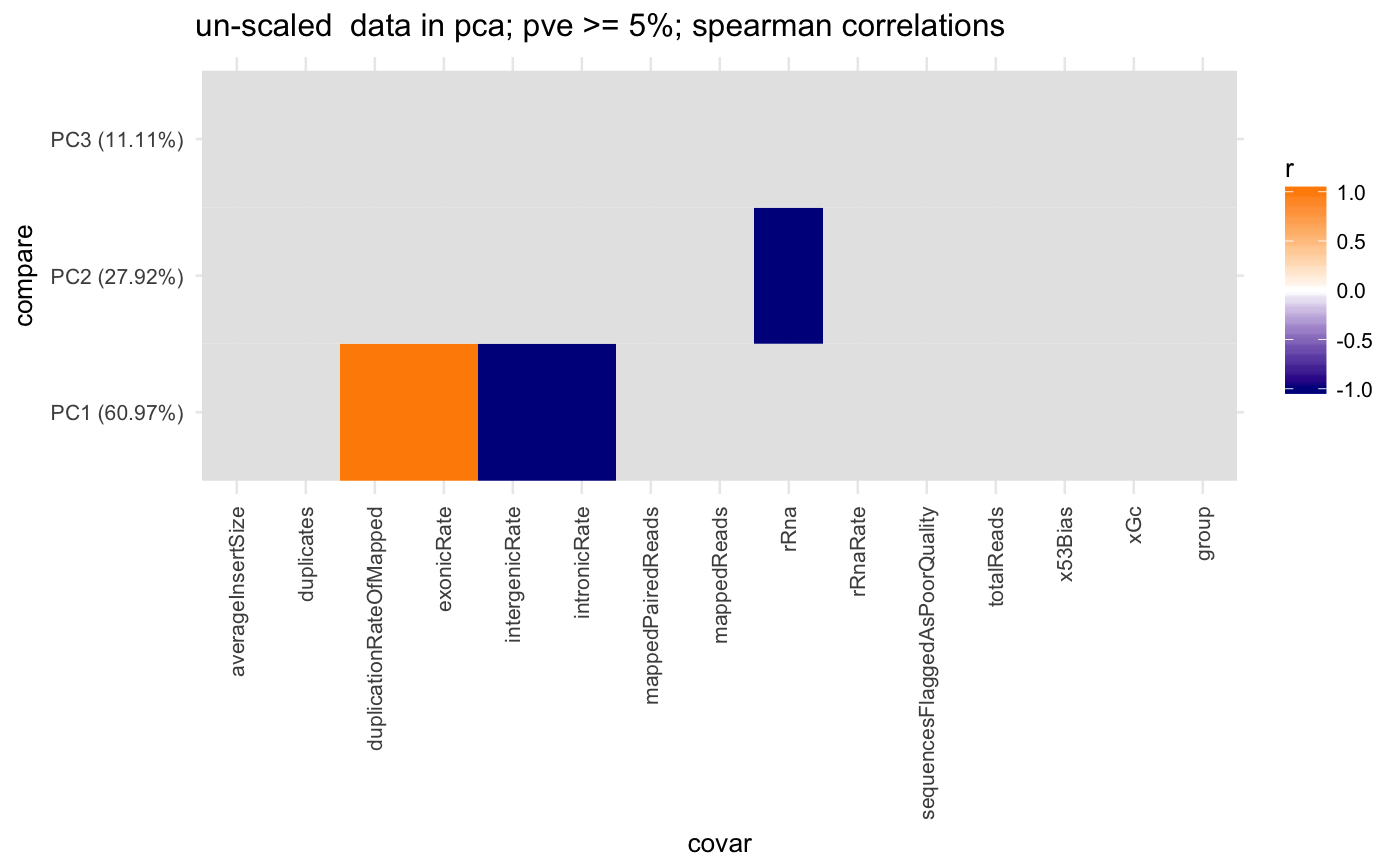 un-scaled  data in pca; pve >= 5%; spearman correlations
compare
PC3 (11.11%)
PC2 (27.92%)
PC1 (60.97%)
r
1.0
0.5
0.0
-0.5
-1.0
averageInsertSize
duplicates
duplicationRateOfMapped
exonicRate
intergenicRate
intronicRate
mappedPairedReads
mappedReads
rRna
rRnaRate
sequencesFlaggedAsPoorQuality
totalReads
x53Bias
xGc
group
covar